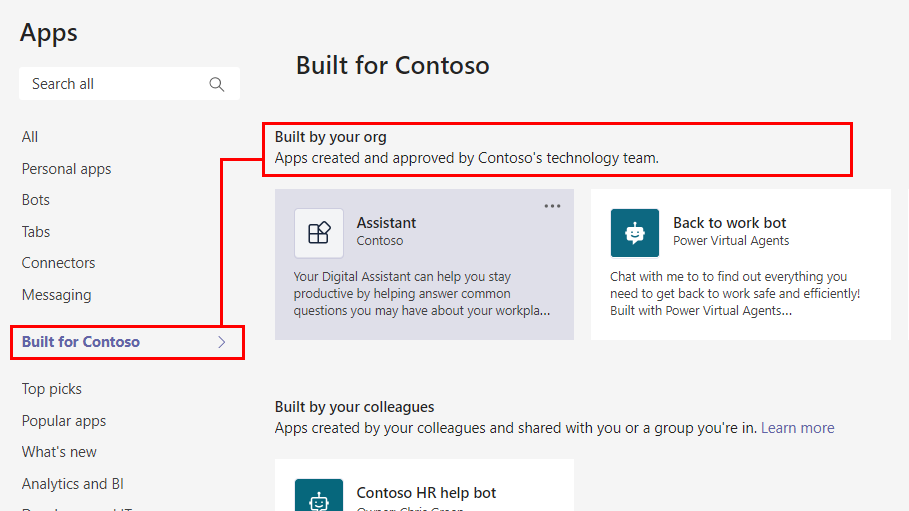 Apps
Search all
All
Personal apps
Bots
Tabs
Connectors
Messaging
Built for Contoso
Top picks
Popular apps
What's new
Analytics and BI
Built for Contoso
Built by your org
Apps created and approved by Contoso's technology team.
Assistant
Contoso
Your Digital Assistant can help you stay
productive by helping answer common
questions you may have about your workpla...
Back to work bot
Power Virtual Agents
Chat with me to to find out everything you
need to get back to work safe and efficiently!
Built with Power Virtual Agents...
Built by your colleagues
Apps created by your colleagues and shared with you or a group you're in. Learn more
Contoso HR help bot